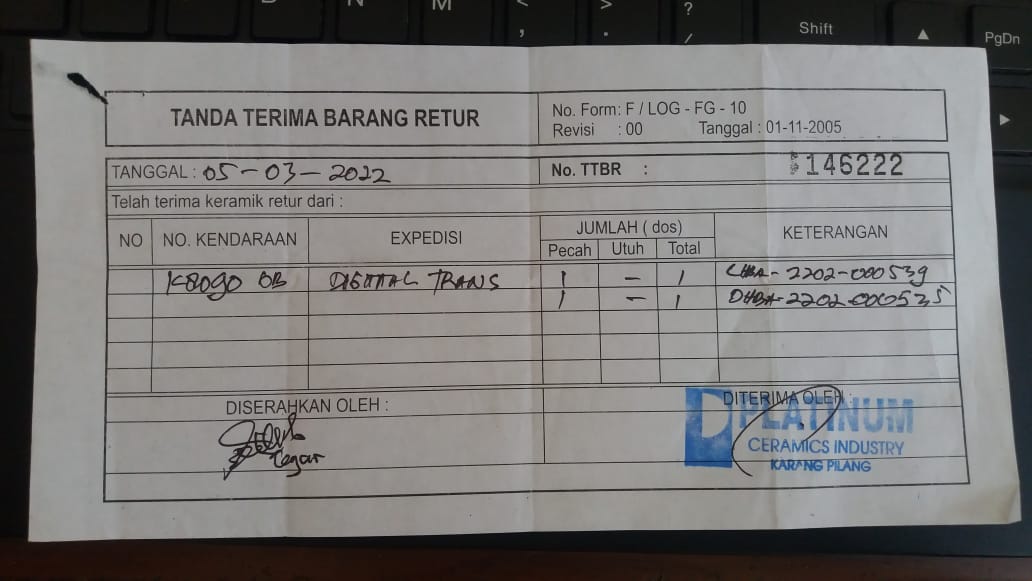 M
<
,
>
.
?
/
Shift
▲
PgDn
►
TANDA TERIMA BARANG RETUR
No. Form: F / LOG - FG - 10
Revisi : 00 Tanggal : 01-11-2005
TANGGAL : 05-03-2022
No. TTBR : 146222
Telah terima keramik retur dari :
NO NO. KENDARAAN EXPEDISI JUMLAH ( dos) KETERANGAN
Pecah Utuh Total
DIGITAL TRANS 1 - 1 2202-000539
1 - 1 DHBA-2202-000535
DISERAHKAN OLEH : DITERIMA OLEH :
Tegar
PLATINUM
CERAMICS INDUSTRY
KARANG PILANG